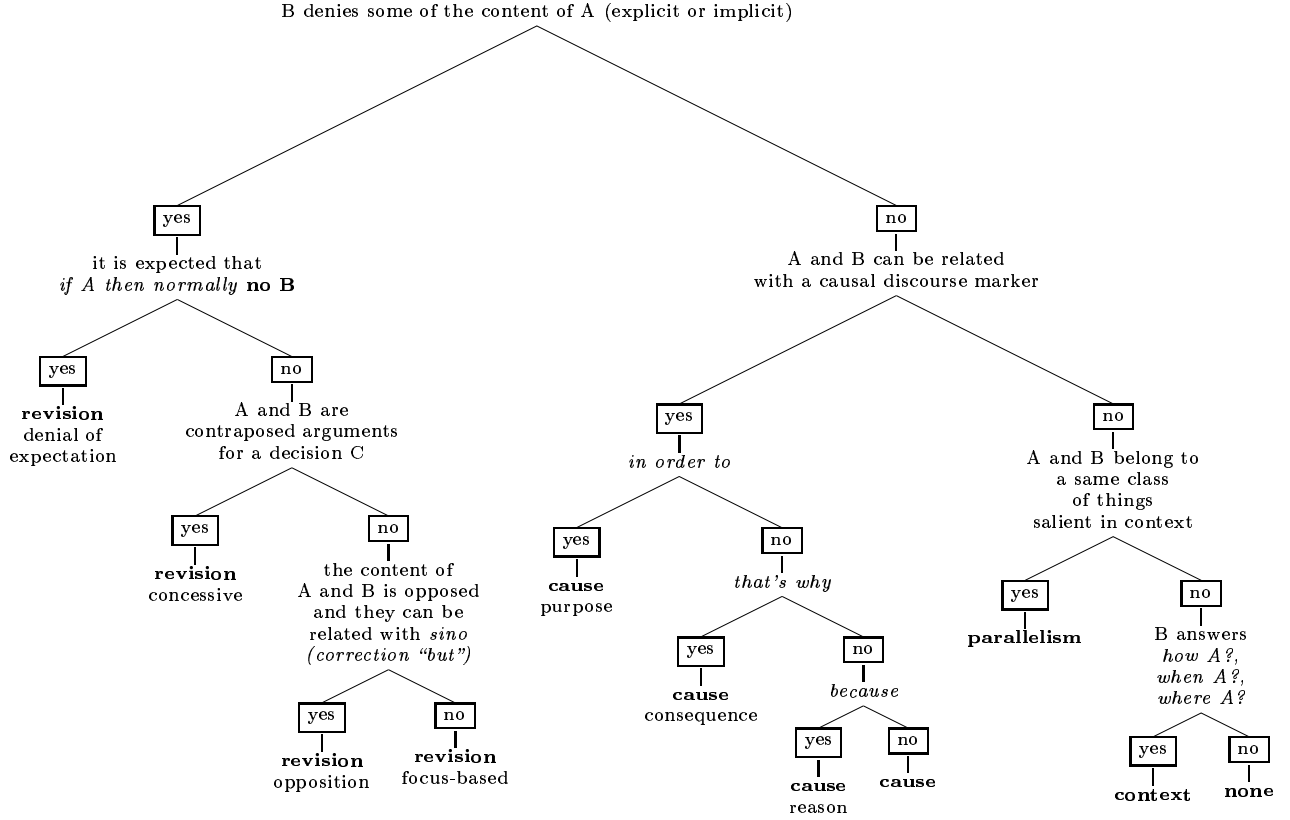 B denies some of the content of A (explicit or implicit)
yes
it is expected that
if A then normally no B
yes
revision
denial of
expectation
no
A and B are
contraposed arguments
for a decision C
yes
revision
concessive
no
the content of
A and B is opposed
and they can be
related with sino
(correction “but”)
yes
revision
opposition
no
revision
focus-based
no
A and B can be related
with a causal discourse marker
yes
in order to
yes
cause
purpose
no
that's why
yes
cause
consequence
no
because
yes
cause
reason
no
cause
no
A and B belong to
a same class
of things
salient in context
yes
parallelism
no
B answers
how A?,
when A?,
where A?
yes
context
no
none